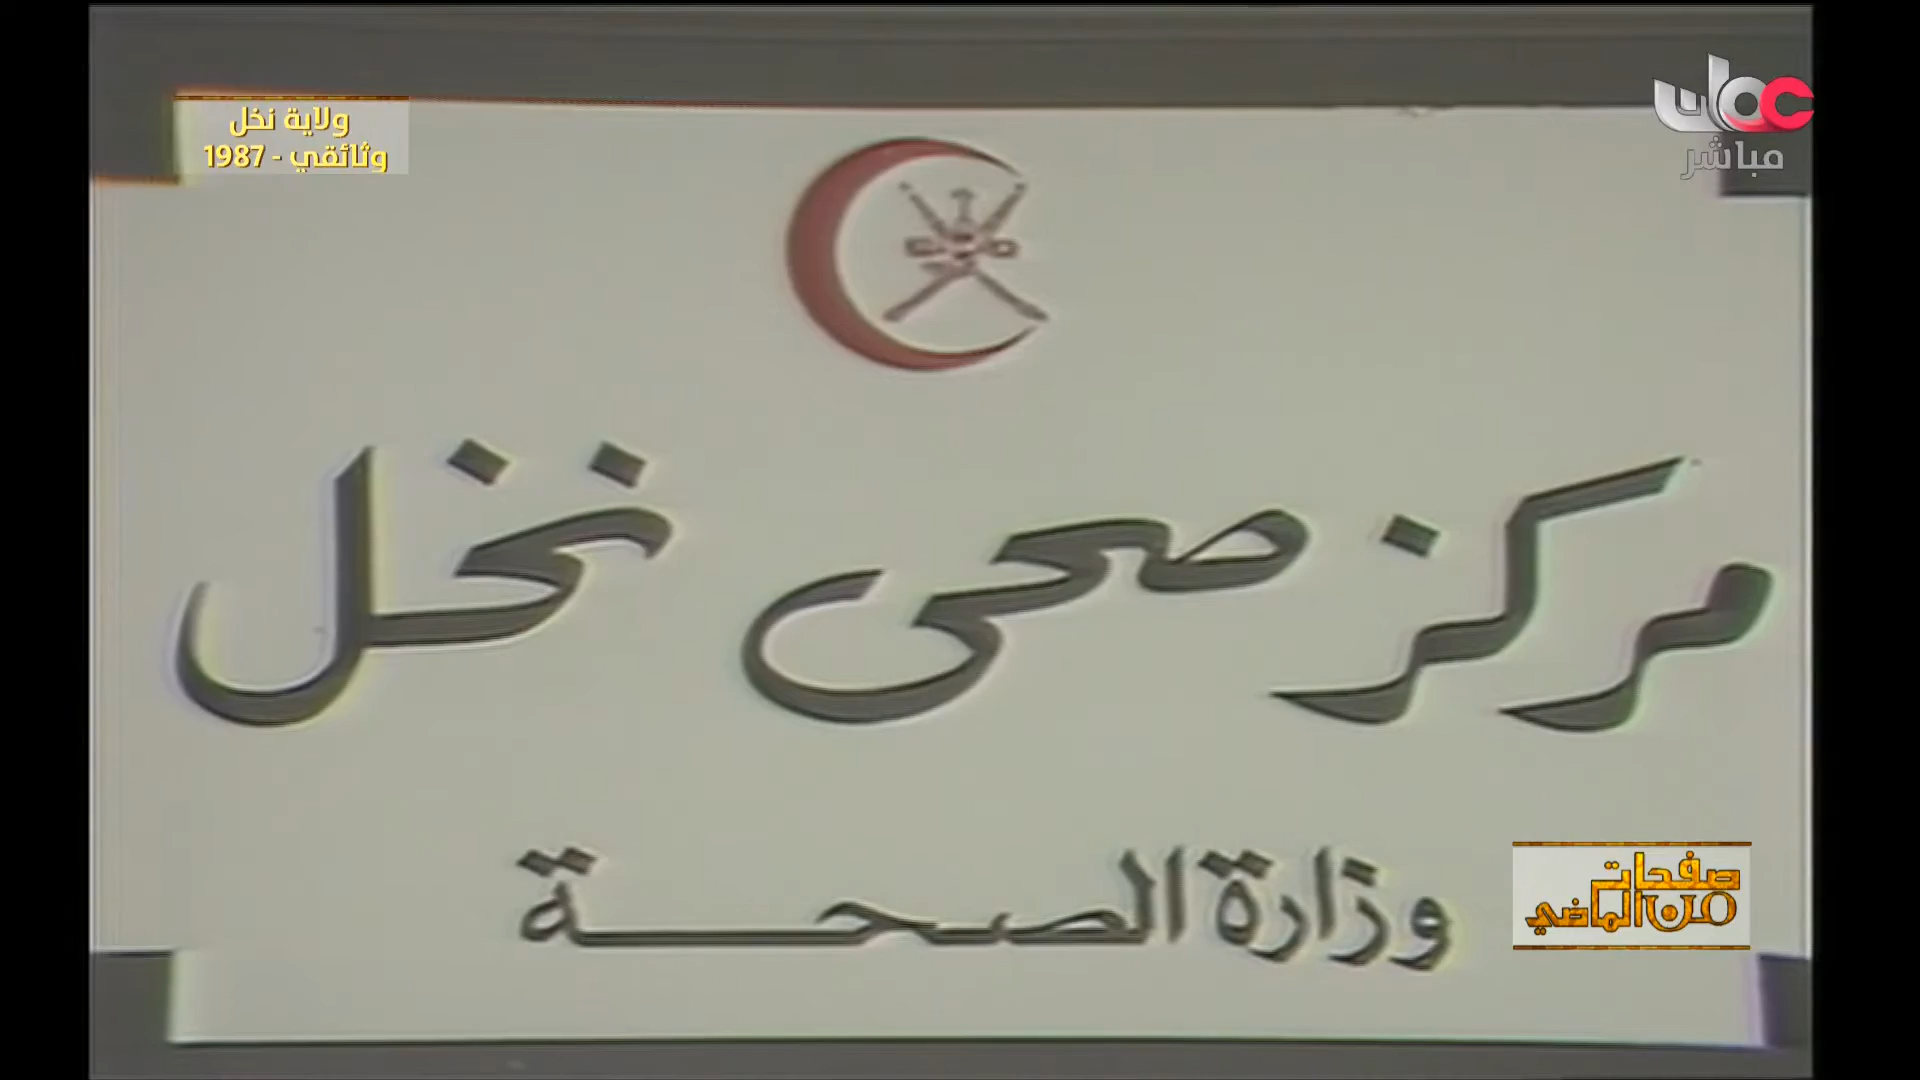 ولاية نخل
وثائقي - 1987
عمان
مباشر
مركز صحى نخل
وزارة الصحة
صفحات
من الماضي